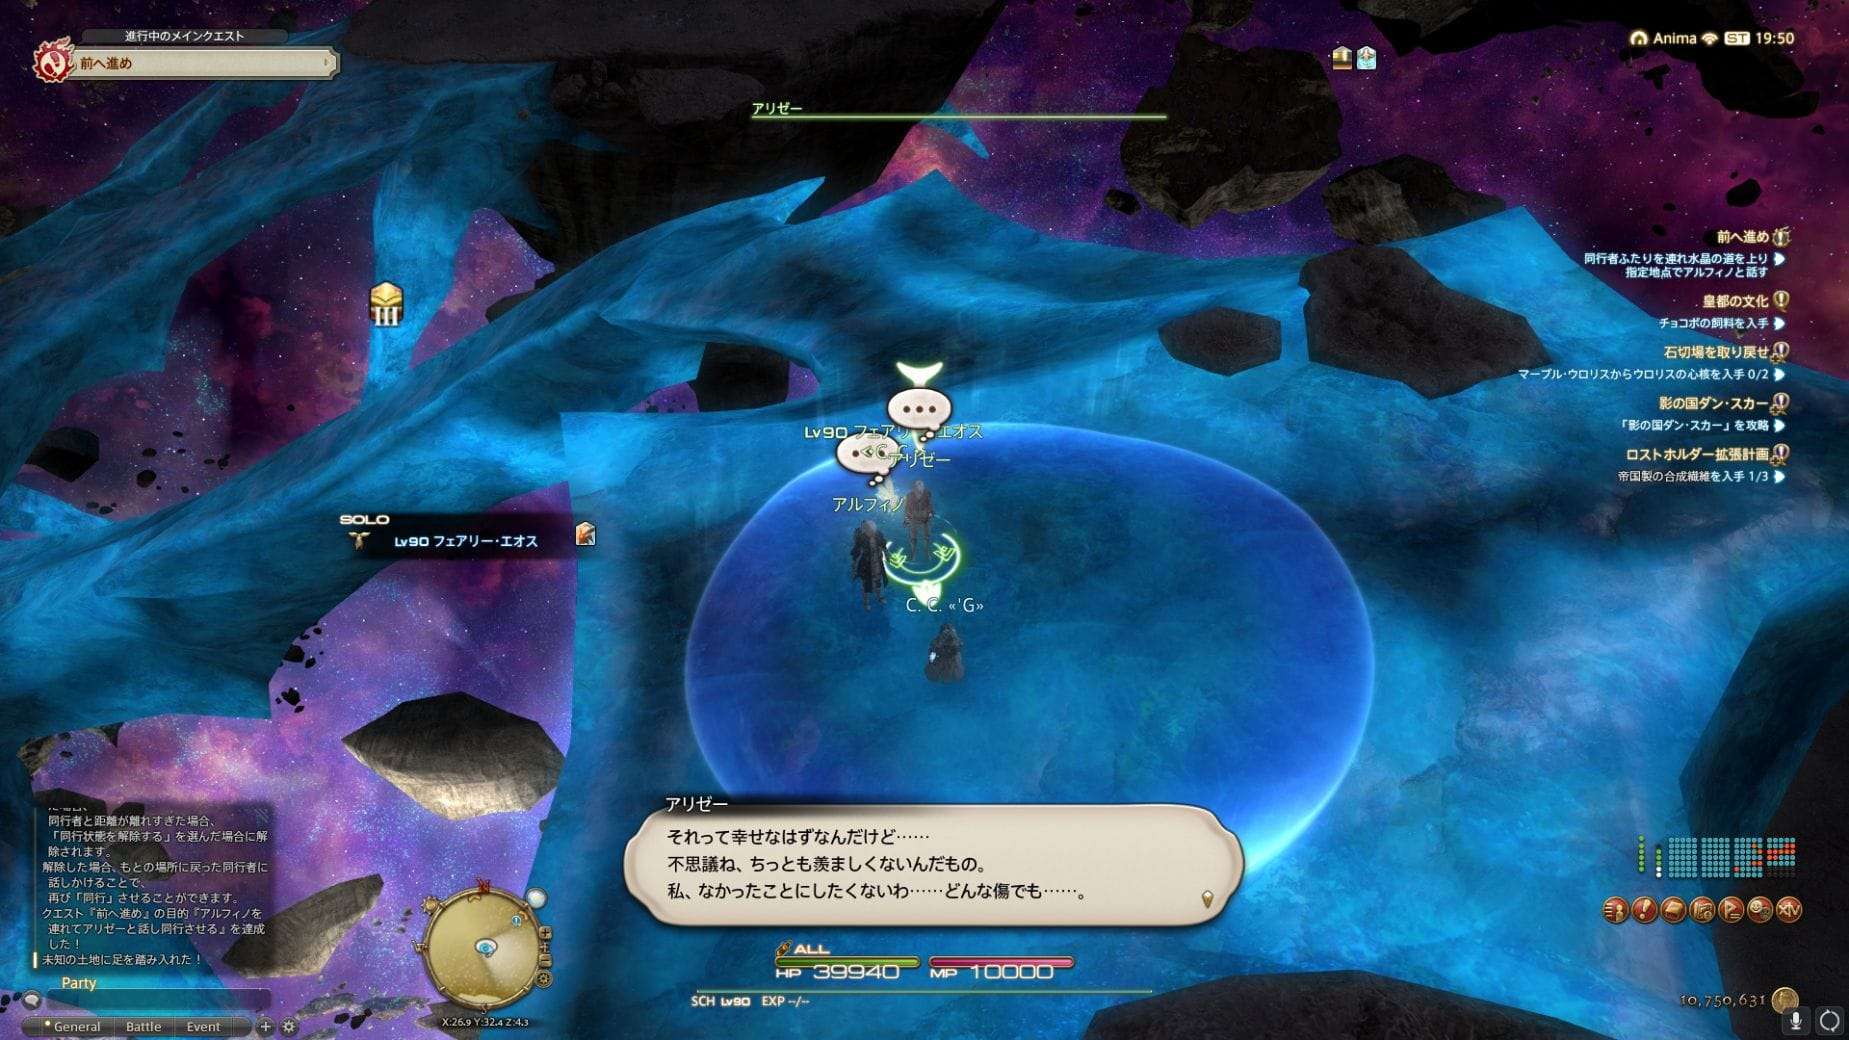 進行中のメインクエスト
前へ進め
Anima ST 19:50
アリゼー
前へ進め
同行者ふたりを連れ水晶の道を上り
指定地点でアルフィノと話す
皇都の文化
チョコボの飼料を入手
石切場を取り戻せ
マーブル・ウロリスからウロリスの心核を入手 0/2
影の国ダン・スカー
「影の国ダン・スカー」を攻略
ロストホルダー拡張計画
帝国製の合成繊維を入手 1/3
III
Lv90 フェアリー・エオス
アリゼー
アルフィノ
C. C. «'G»
SOLO
Lv90 フェアリー・エオス
アリゼー
それって幸せなはずなんだけど……
不思議ね、ちっとも羨ましくないんだもの。
私、なかったことにしたくないわ……どんな傷でも……。
同行者と距離が離れすぎた場合、
「同行状態を解除する」を選んだ場合に解
除されます。
解除した場合、もとの場所に戻った同行者に
話しかけることで、
再び「同行」させることができます。
クエスト『前へ進め』の目的『アルフィノを
連れてアリゼーと話し同行させる』を達成
した！
未知の土地に足を踏み入れた！
Party
General Battle Event
X:26.9 Y:32.4 Z:4.3
ALL
HP 39940 MP 10000
SCH Lv90 EXP --/--
XIV
10,750,631